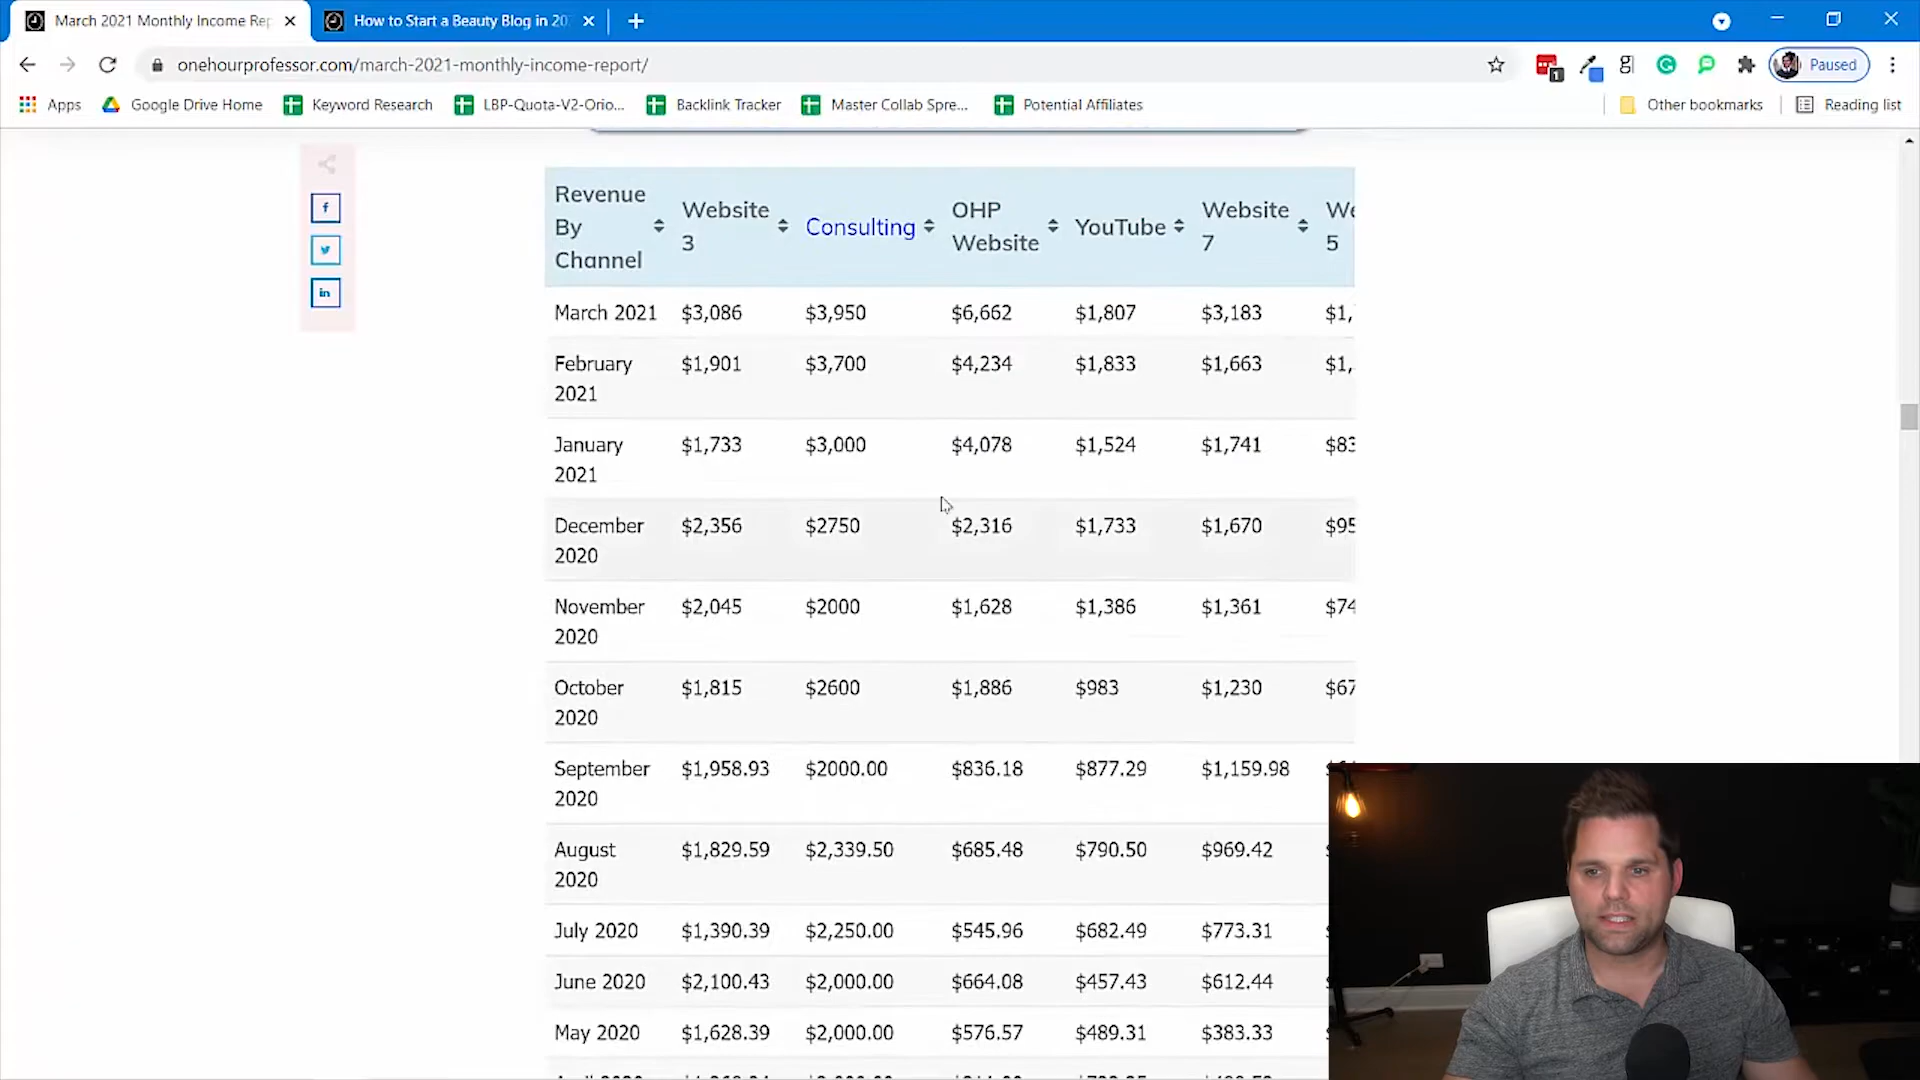 March 2021 Monthly Income Rep
How to Start a Beauty Blog in 20
onehourprofessor.com/march-2021-monthly-income-report/
1
g|
Paused
Apps
Google Drive Home
Keyword Research
LBP-Quota-V2-Orio...
Backlink Tracker
Master Collab Spre...
Potential Affiliates
Other bookmarks
Reading list
f
in
Revenue By Channel Website 3 Consulting OHP Website YouTube Website 7 We 5
March 2021 $3,086 $3,950 $6,662 $1,807 $3,183 $1,
February 2021 $1,901 $3,700 $4,234 $1,833 $1,663 $1,
January 2021 $1,733 $3,000 $4,078 $1,524 $1,741 $83
December 2020 $2,356 $2750 $2,316 $1,733 $1,670 $95
November 2020 $2,045 $2000 $1,628 $1,386 $1,361 $74
October 2020 $1,815 $2600 $1,886 $983 $1,230 $67
September 2020 $1,958.93 $2000.00 $836.18 $877.29 $1,159.98
August 2020 $1,829.59 $2,339.50 $685.48 $790.50 $969.42
July 2020 $1,390.39 $2,250.00 $545.96 $682.49 $773.31
June 2020 $2,100.43 $2,000.00 $664.08 $457.43 $612.44
May 2020 $1,628.39 $2,000.00 $576.57 $489.31 $383.33